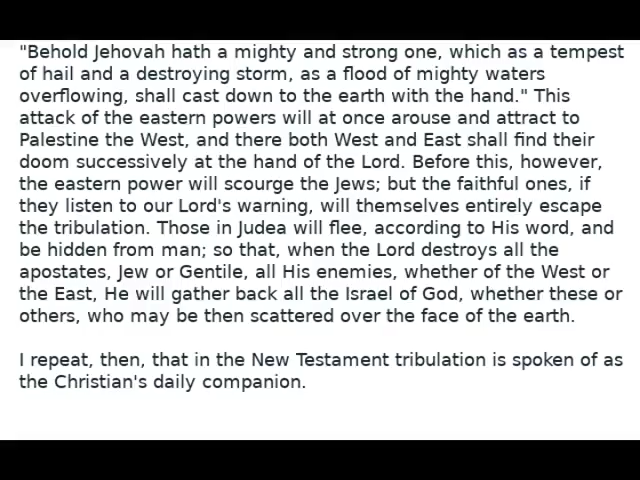 "Behold Jehovah hath a mighty and strong one, which as a tempest
of hail and a destroying storm, as a flood of mighty waters
overflowing, shall cast down to the earth with the hand." This
attack of the eastern powers will at once arouse and attract to
Palestine the West, and there both West and East shall find their
doom successively at the hand of the Lord. Before this, however,
the eastern power will scourge the Jews; but the faithful ones, if
they listen to our Lord's warning, will themselves entirely escape
the tribulation. Those in Judea will flee, according to His word, and
be hidden from man; so that, when the Lord destroys all the
apostates, Jew or Gentile, all His enemies, whether of the West or
the East, He will gather back all the Israel of God, whether these or
others, who may be then scattered over the face of the earth.
I repeat, then, that in the New Testament tribulation is spoken of as
the Christian's daily companion.